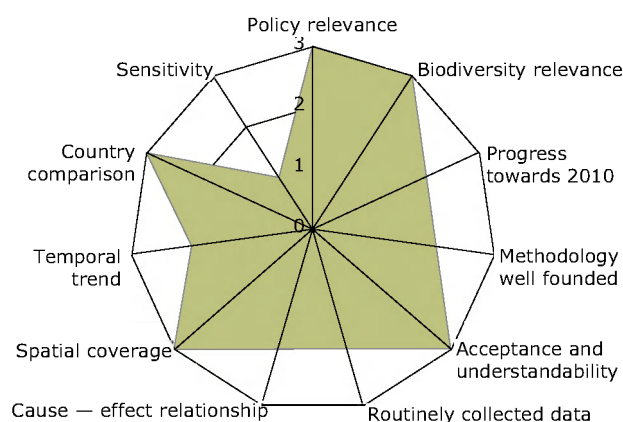 Policy relevance
3
Sensitivity
Biodiversity relevance
2
Country
comparison
Progress
towards 2010
1
0
Temporal
trend
Methodology
well founded
Spatial coverage
Acceptance and
understandability
Cause — effect relationship
Routinely collected data